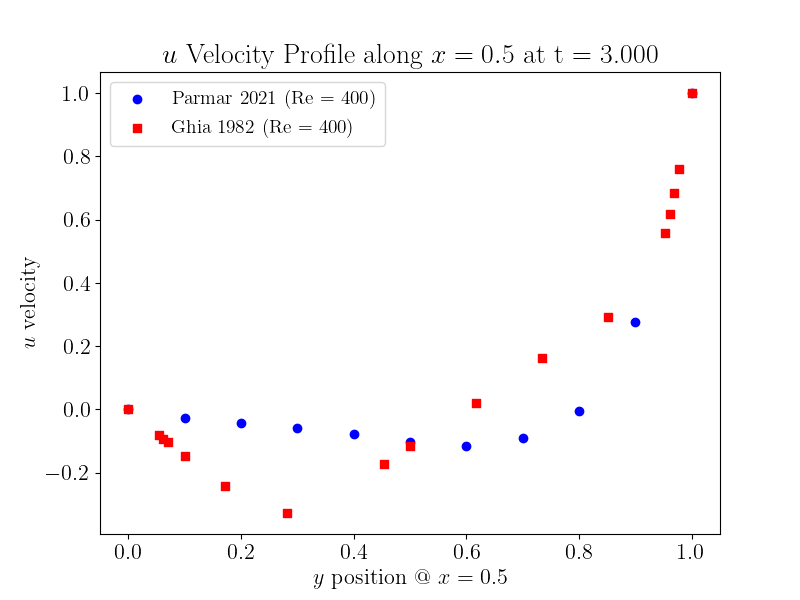 u Velocity Profile along x = 0.5 at t = 3.000
Parmar 2021 (Re = 400)
Ghia 1982 (Re = 400)
u velocity
1.0
0.8
0.6
0.4
0.2
0.0
−0.2
0.0 0.2 0.4 0.6 0.8 1.0
y position @ x = 0.5